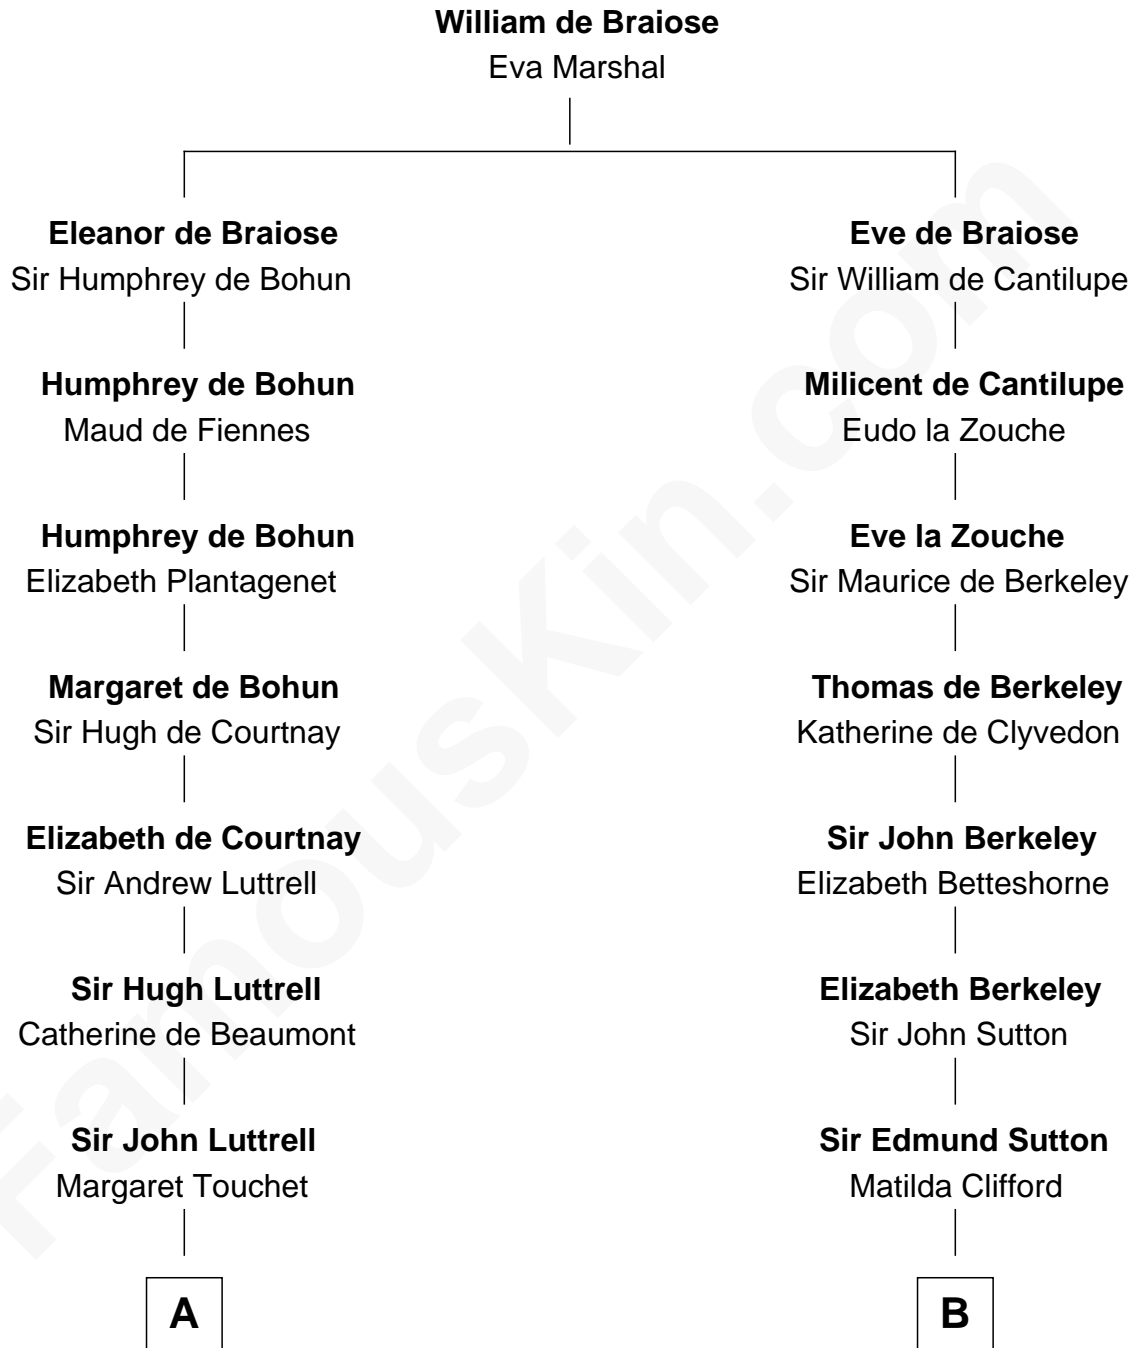 William de Braiose
Eva Marshal
Eleanor de Braiose
Sir Humphrey de Bohun
Humphrey de Bohun
Maud de Fiennes
Humphrey de Bohun
Elizabeth Plantagenet
Margaret de Bohun
Sir Hugh de Courtnay
Elizabeth de Courtnay
Sir Andrew Luttrell
Sir Hugh Luttrell
Catherine de Beaumont
Sir John Luttrell
Margaret Touchet
A
Eve de Braiose
Sir William de Cantilupe
Milicent de Cantilupe
Eudo la Zouche
Eve la Zouche
Sir Maurice de Berkeley
Thomas de Berkeley
Katherine de Clyvedon
Sir John Berkeley
Elizabeth Betteshorne
Elizabeth Berkeley
Sir John Sutton
Sir Edmund Sutton
Matilda Clifford
B
FamousKin.com